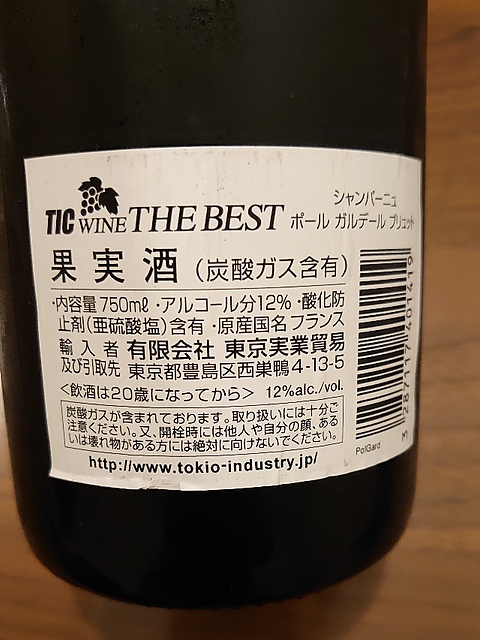 シャンパーニュ
TIC WINE THE BEST ポール ガルデール ブリュット
果実酒（炭酸ガス含有）
・内容量750mℓ・アルコール分12%・酸化防
止剤(亜硫酸塩)含有・原産国名フランス
輸入者 有限会社 東京実業貿易
及び引取先 東京都豊島区西巣鴨4-13-5
＜飲酒は20歳になってから＞ 12%alc./vol.
炭酸ガスが含まれております。取り扱いには十分ご
注意ください。又、開栓時には他人や自分の顔、ある
いは壊れ物がある方には絶対に向けないでください。
http://www.tokio-industry.jp/
3 287117 401419
PolGard